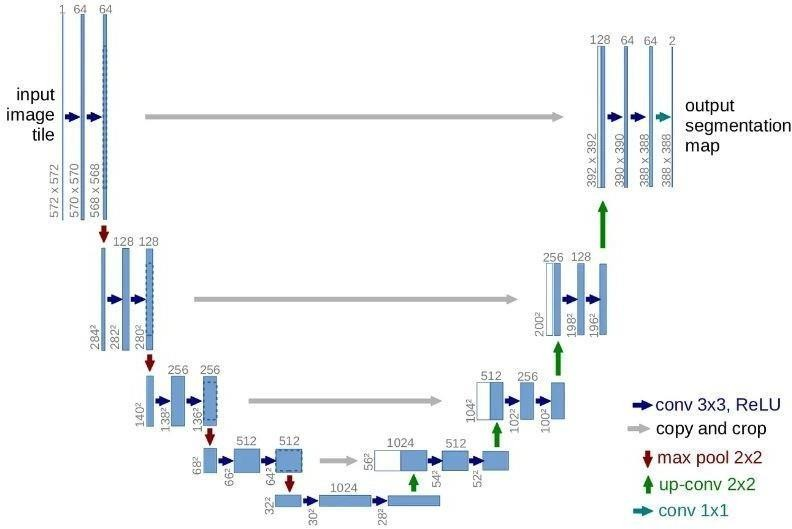 1 64 64
128 64 64 2
input
image
tile
output
segmentation
map
572 x 572
570 x 570
568 x 568
392 x 392
390 x 390
388 x 388
388 x 388
128 128
256 128
284²
282²
280²
200²
198²
196²
256 256
512 256
140²
138²
136²
104²
102²
100²
512 512
1024 512
68²
66²
64²
56²
54²
52²
1024
32²
30²
28²
conv 3x3, ReLU
copy and crop
max pool 2x2
up-conv 2x2
conv 1x1